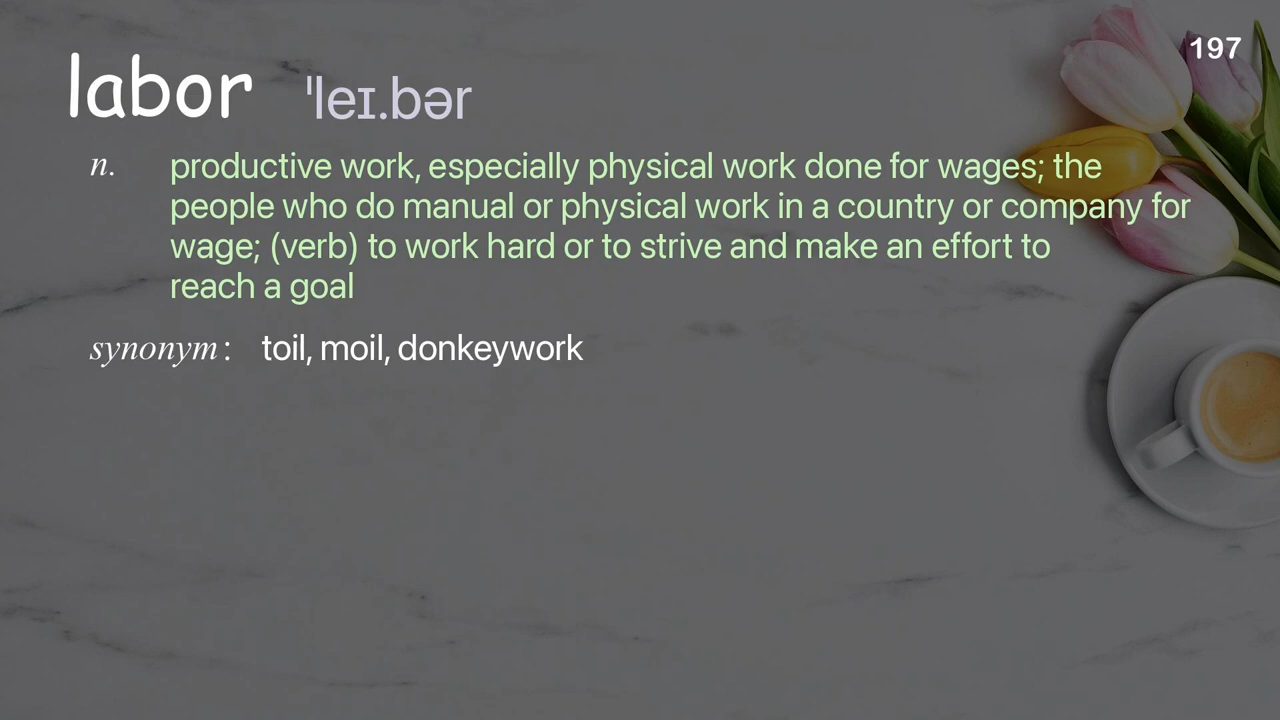 197
labor ˈleɪ.bər
n. productive work, especially physical work done for wages; the
people who do manual or physical work in a country or company for
wage; (verb) to work hard or to strive and make an effort to
reach a goal
synonym : toil, moil, donkeywork